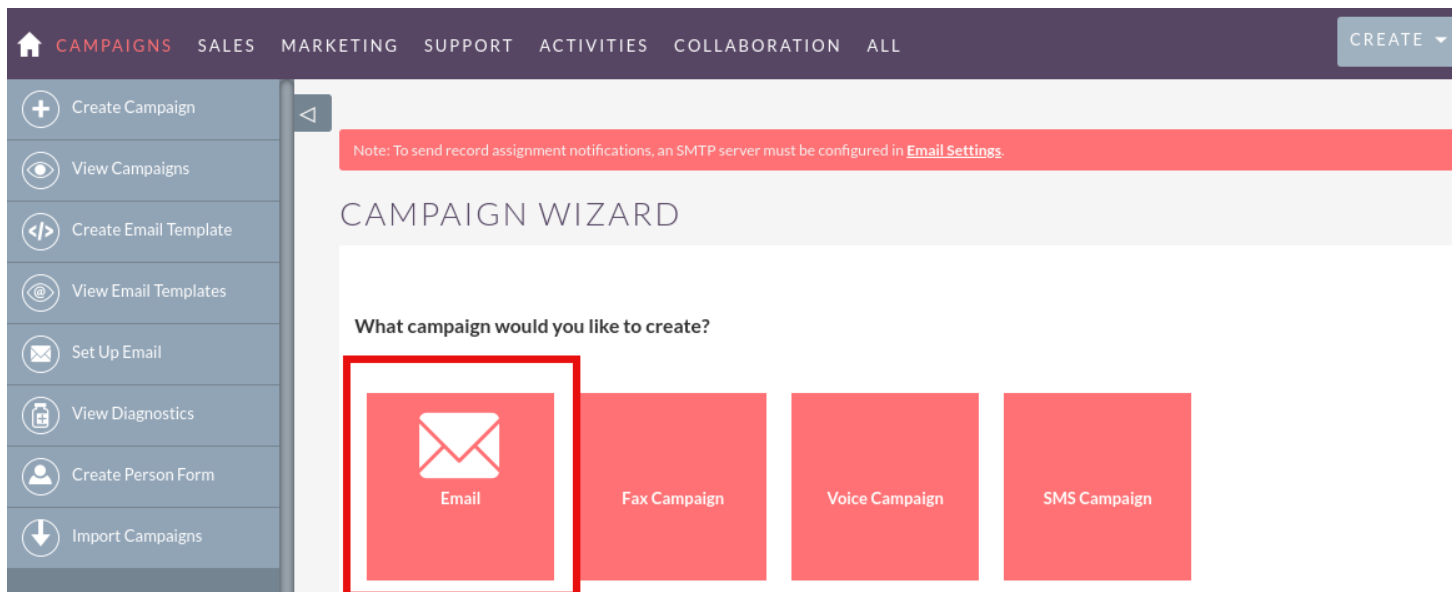 CAMPAIGNS SALES MARKETING SUPPORT ACTIVITIES COLLABORATION ALL CREATE
Create Campaign
View Campaigns
Create Email Template
View Email Templates
Set Up Email
View Diagnostics
Create Person Form
Import Campaigns
Note: To send record assignment notifications, an SMTP server must be configured in Email Settings.
CAMPAIGN WIZARD
What campaign would you like to create?
Email
Fax Campaign
Voice Campaign
SMS Campaign